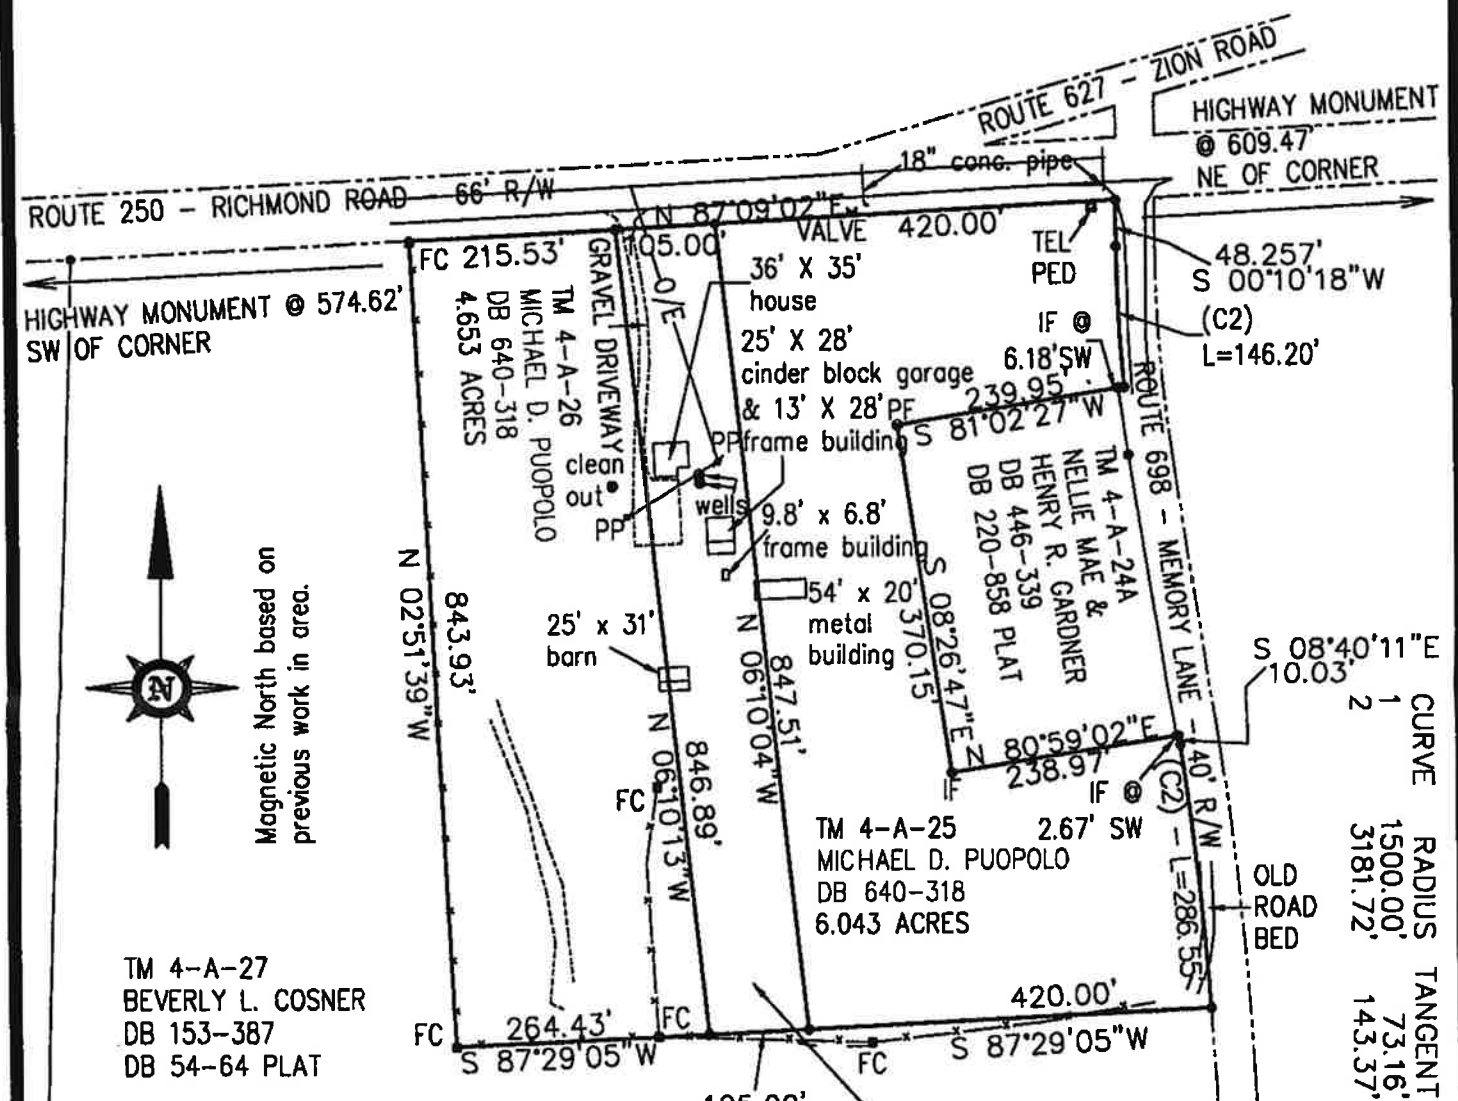 ROUTE 627 - ZION ROAD
HIGHWAY MONUMENT
@ 609.47'
NE OF CORNER
18" conc. pipe
ROUTE 250 - RICHMOND ROAD 66' R/W
N 87°09'02"E
VALVE
420.00'
105.00'
FC 215.53'
TEL
PED
48.257'
S 00°10'18"W
(C2)
L=146.20'
HIGHWAY MONUMENT @ 574.62'
SW OF CORNER
GRAVEL DRIVEWAY
O/E
TM 4-A-26
MICHAEL D. PUOPOLO
DB 640-318
4.653 ACRES
36' X 35'
house
25' X 28'
cinder block garage
& 13' X 28'
frame building
IF @
6.18' SW
239.95'
S 81°02'27"W
PF
PP
clean
out
PP
wells
9.8' x 6.8'
frame building
54' x 20'
metal
building
25' x 31'
barn
TM 4-A-24A
NELLIE MAE &
HENRY R. GARDNER
DB 446-339
DB 220-858 PLAT
ROUTE 698 - MEMORY LANE - 40' R/W
S 08°26'47"E
370.15'
N 02°51'39"W
843.93'
N 06°10'04"W
847.51'
N 06°10'13"W
846.89'
N
Magnetic North based on
previous work in area.
S 08°40'11"E
10.03'
N 80°59'02"E
238.97'
IF
IF @
2.67' SW
(C2) - L=286.55'
FC
TM 4-A-25
MICHAEL D. PUOPOLO
DB 640-318
6.043 ACRES
OLD
ROAD
BED
CURVE RADIUS TANGENT
1 1500.00' 73.16'
2 3181.72' 143.37'
TM 4-A-27
BEVERLY L. COSNER
DB 153-387
DB 54-64 PLAT
FC
264.43'
S 87°29'05"W
FC
420.00'
S 87°29'05"W
FC
105.00'